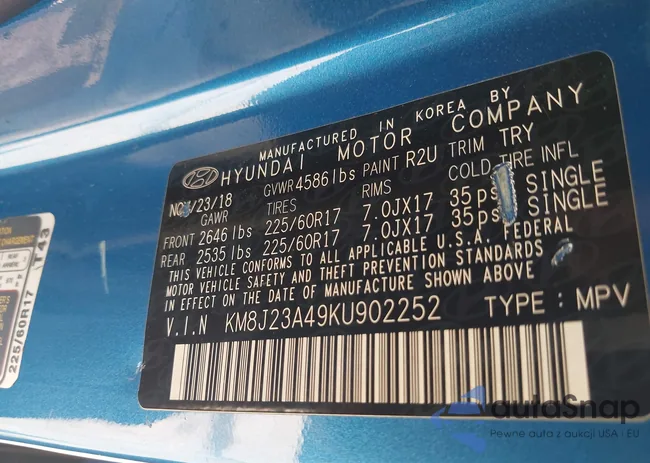 MANUFACTURED IN KOREA BY
HYUNDAI MOTOR COMPANY
NOV/23/18 GVWR 4586 lbs PAINT R2U TRIM TRY
GAWR TIRES RIMS COLD TIRE INFL
FRONT 2646 lbs 225/60R17 7.0JX17 35 psi SINGLE
REAR 2535 lbs 225/60R17 7.0JX17 35 psi SINGLE
THIS VEHICLE CONFORMS TO ALL APPLICABLE U.S.A. FEDERAL
MOTOR VEHICLE SAFETY AND THEFT PREVENTION STANDARDS
IN EFFECT ON THE DATE OF MANUFACTURE SHOWN ABOVE
V.I.N KM8J23A49KU902252 TYPE : MPV
225/60R17 T43
autoSnap
Pewne auta z aukcji USA - EU